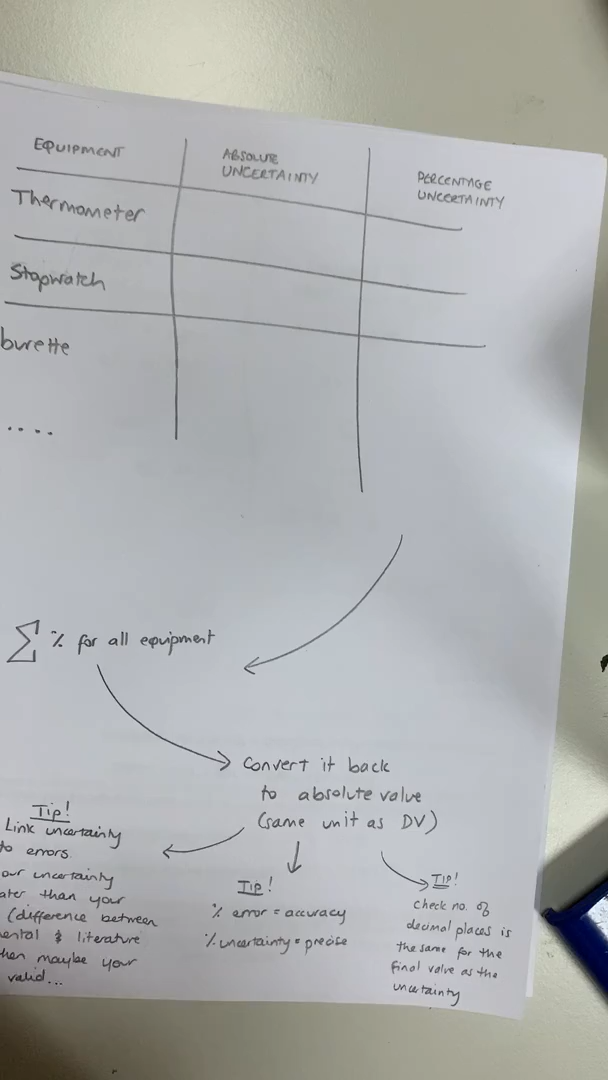 EQUIPMENT
ABSOLUTE
UNCERTAINTY
PERCENTAGE
UNCERTAINTY
Thermometer
Stopwatch
burette
....
∑ % for all equipment
Convert it back
to absolute value
(same unit as DV)
Tip!
Link uncertainty
to errors.
our uncertainty
ater than your
(difference between
ental & literature
hen maybe your
valid...
Tip!
% error = accuracy
% uncertainty = precise
TIP!
check no. of
decimal places is
the same for the
final value as the
uncertainty